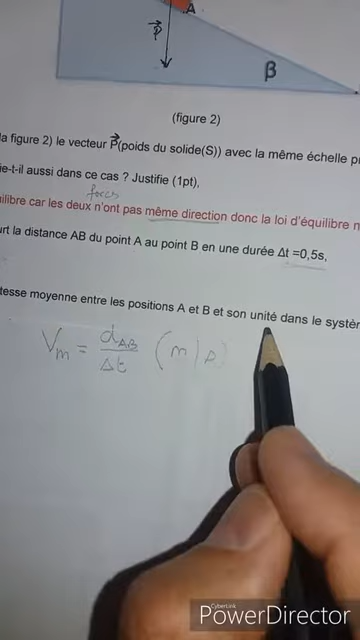 A
P
β
(figure 2)
la figure 2) le vecteur P(poids du solide(S)) avec la même échelle
ie-t-il aussi dans ce cas ? Justifie (1pt),
forces
ilibre car les deux n'ont pas même direction donc la loi d'équilibre n
urt la distance AB du point A au point B en une durée Δt =0,5s,
tesse moyenne entre les positions A et B et son unité dans le systèr
Vm = dAB / Δt (m/s)
CyberLink
PowerDirector